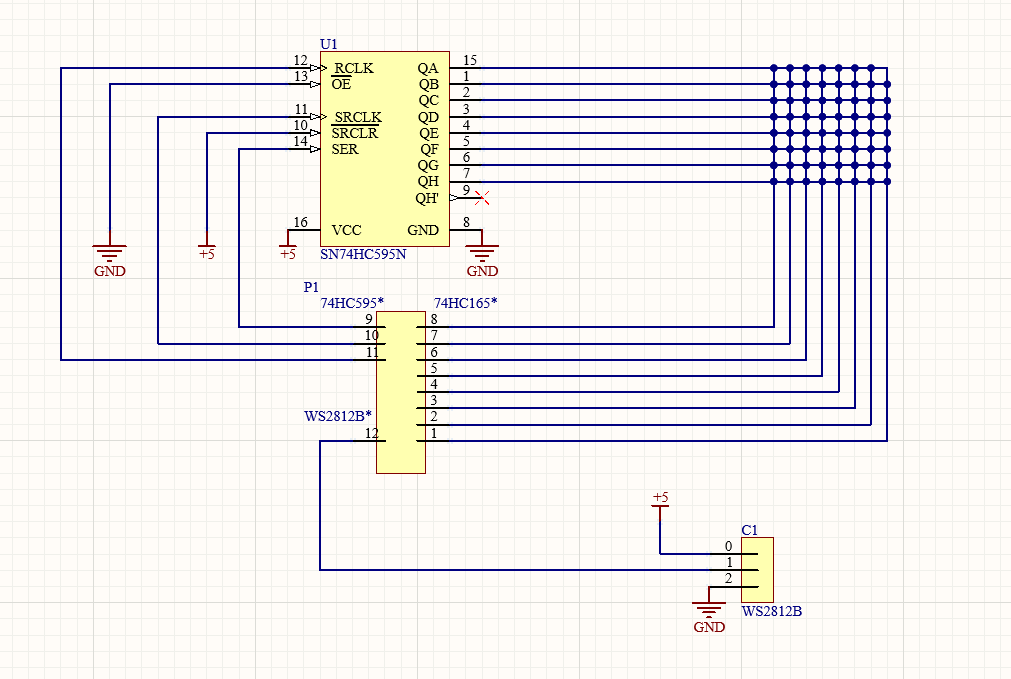 U1
12 RCLK QA 15
13 OE QB 1
QC 2
11 SRCLK QD 3
10 SRCLR QE 4
14 SER QF 5
QG 6
QH 7
QH' 9
16 VCC GND 8
GND +5 +5 SN74HC595N GND
P1
74HC595* 74HC165*
9 8
10 7
11 6
5
4
3
WS2812B* 2
12 1
+5
C1
0
1
2
WS2812B
GND